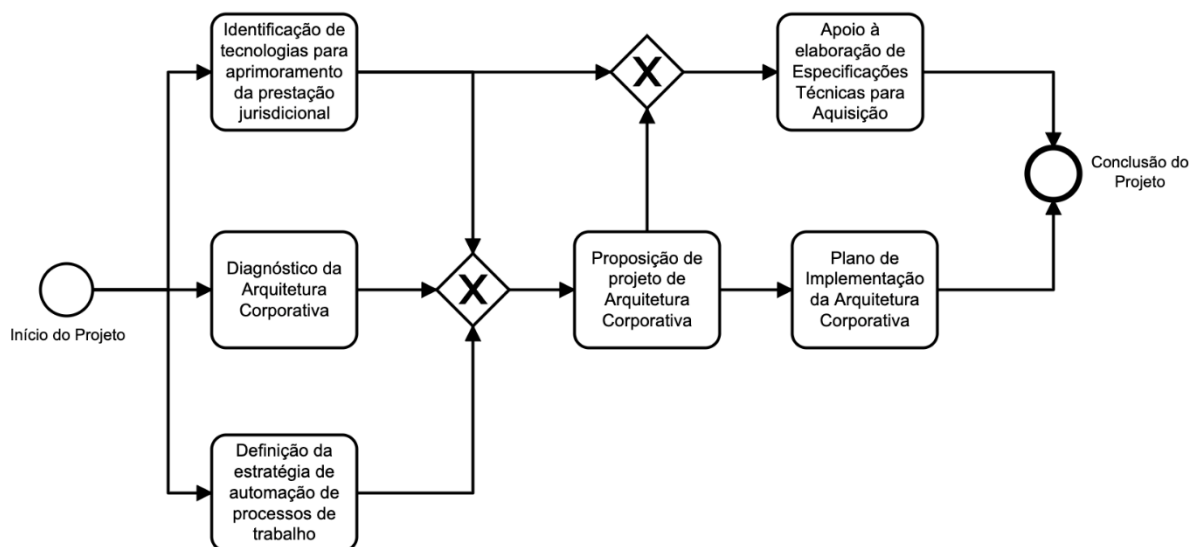 Identificação de
tecnologias para
aprimoramento
da prestação
jurisdicional
X
Apoio à
elaboração de
Especificações
Técnicas para
Aquisição
Conclusão do
Projeto
Início do Projeto
Diagnóstico da
Arquitetura
Corporativa
X
Proposição de
projeto de
Arquitetura
Corporativa
Plano de
Implementação
da Arquitetura
Corporativa
Definição da
estratégia de
automação de
processos de
trabalho